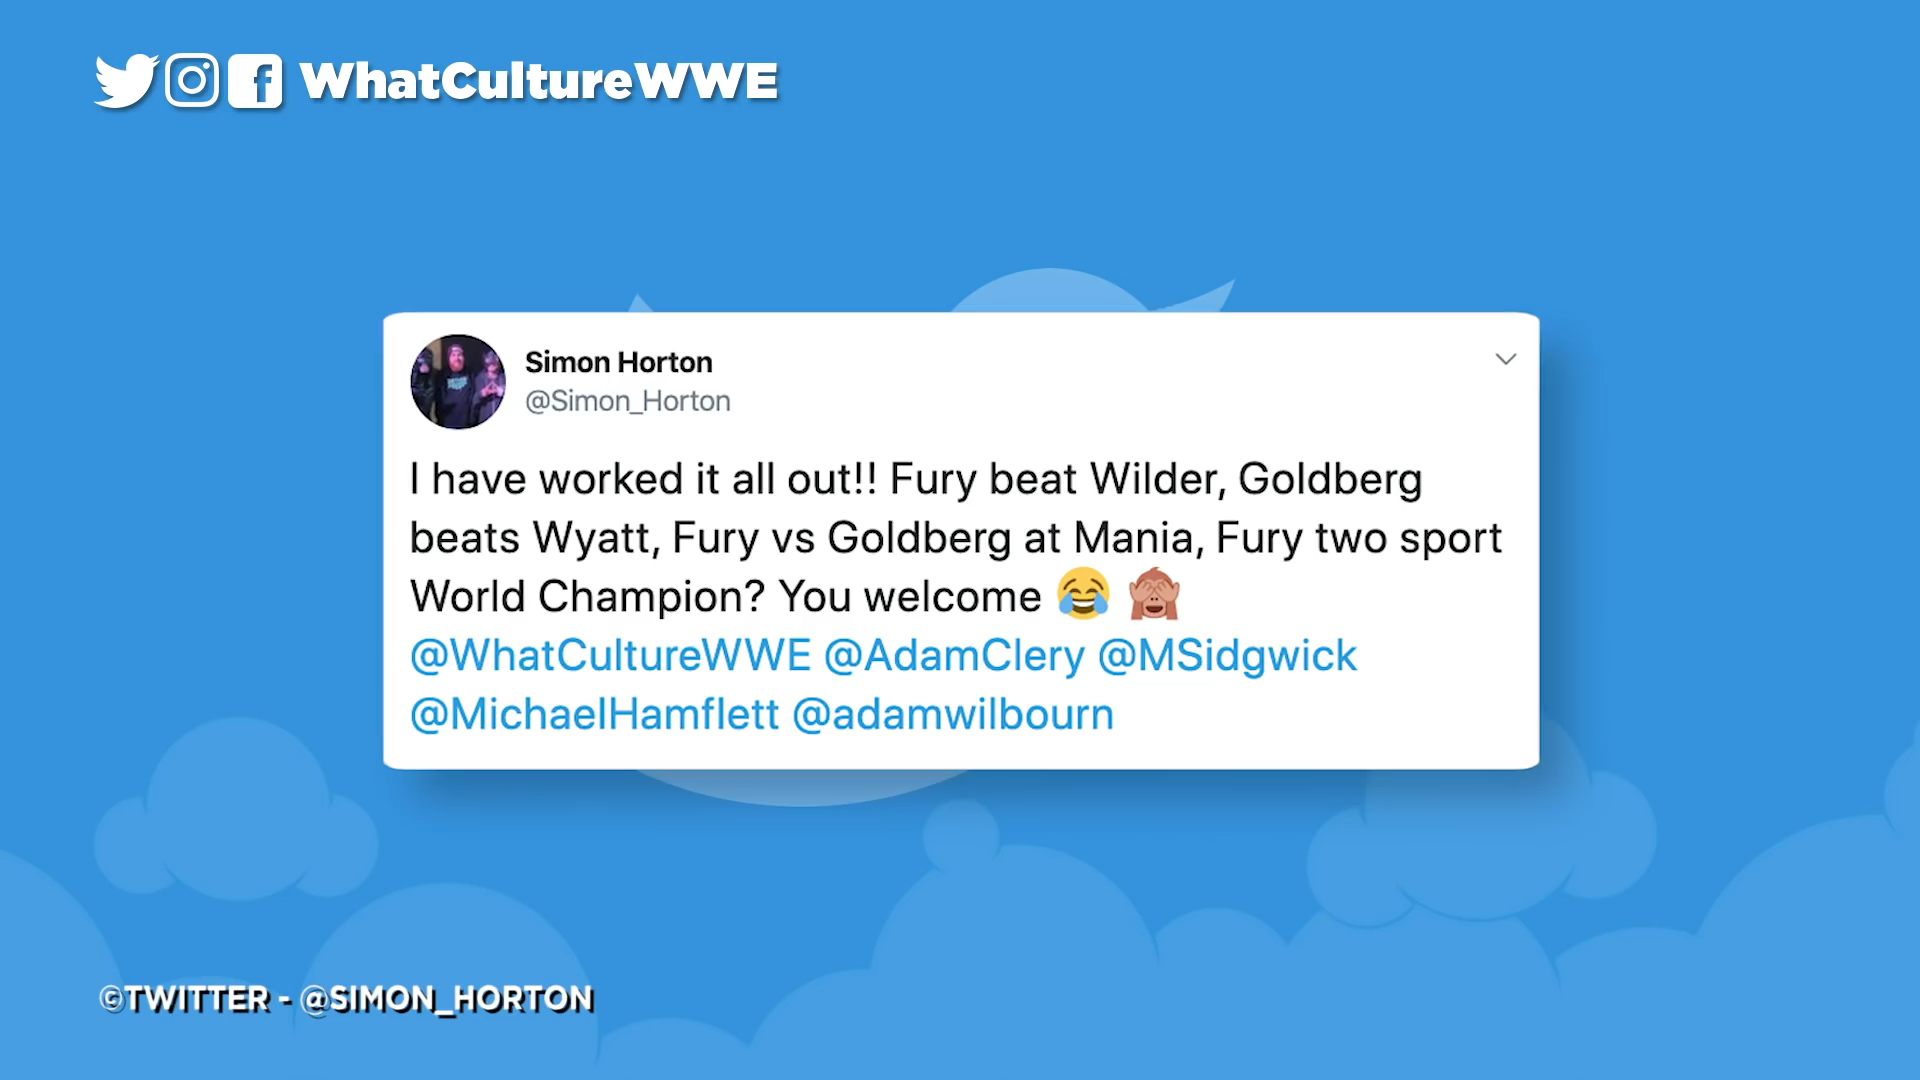 WhatCultureWWE
Simon Horton
@Simon_Horton
I have worked it all out!! Fury beat Wilder, Goldberg
beats Wyatt, Fury vs Goldberg at Mania, Fury two sport
World Champion? You welcome 😂 🙈
@WhatCultureWWE @AdamClery @MSidgwick
@MichaelHamflett @adamwilbourn
©TWITTER - @SIMON_HORTON